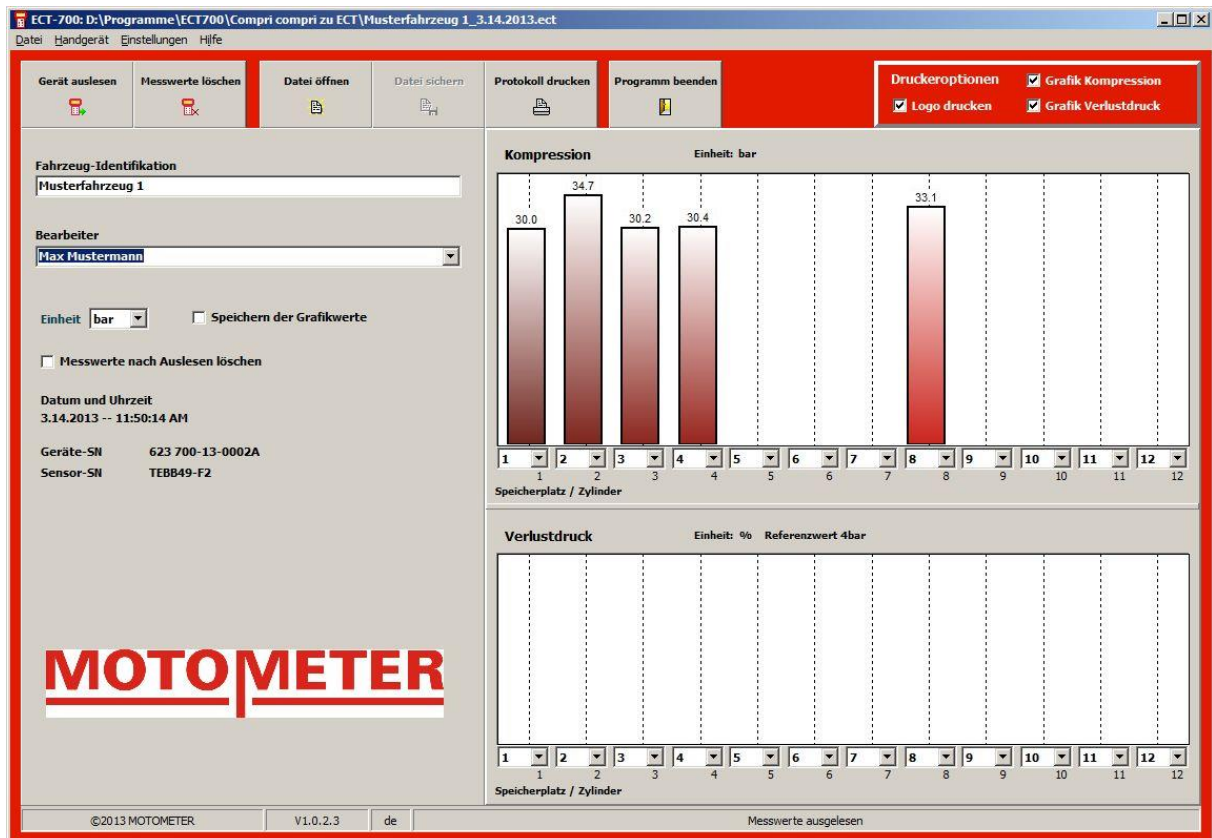 ECT-700: D:\Programme\ECT700\Compri compri zu ECT\Musterfahrzeug 1_3.14.2013.ect
Datei Handgerät Einstellungen Hilfe
Gerät auslesen Messwerte löschen Datei öffnen Datei sichern Protokoll drucken Programm beenden
Druckeroptionen Grafik Kompression
Logo drucken Grafik Verlustdruck
Fahrzeug-Identifikation
Musterfahrzeug 1
Bearbeiter
Max Mustermann
Einheit bar Speichern der Grafikwerte
Messwerte nach Auslesen löschen
Datum und Uhrzeit
3.14.2013 -- 11:50:14 AM
Geräte-SN 623 700-13-0002A
Sensor-SN TEBB49-F2
MOTOMETER
Kompression Einheit: bar
30.0 34.7 30.2 30.4 33.1
1 2 3 4 5 6 7 8 9 10 11 12
1 2 3 4 5 6 7 8 9 10 11 12
Speicherplatz / Zylinder
Verlustdruck Einheit: % Referenzwert 4bar
1 2 3 4 5 6 7 8 9 10 11 12
1 2 3 4 5 6 7 8 9 10 11 12
Speicherplatz / Zylinder
©2013 MOTOMETER V1.0.2.3 de Messwerte ausgelesen